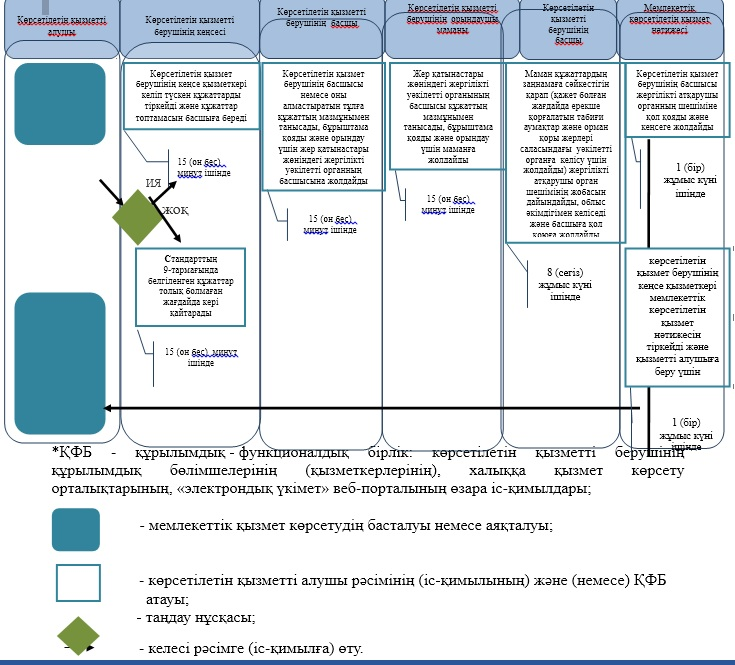 Көрсетілетін қызметті
алушы
Көрсетілетін қызметті
берушінің кеңсесі
Көрсетілетін қызметті
берушінің басшы
Көрсетілетін қызметті
берушінің орындаушы
маманы
Көрсетілетін
қызметті
берушінің
басшы
Мемлекеттік
көрсетілетін қызмет
нәтижесі
Көрсетілетін қызмет
берушінің кеңсе қызметкері
келіп түскен құжаттарды
тіркейді және құжаттар
топтамасын басшыға береді
15 (он бес)
минут ішінде
ИЯ
ЖОҚ
Стандарттың
9-тармағында
белгіленген құжаттар
толық болмаған
жағдайда кері
қайтарады
15 (он бес) минут
ішінде
Көрсетілетін қызмет
берушінің басшысы
немесе оны
алмастыратын тұлға
құжаттың мазмұнымен
танысады, бұрыштама
қояды және орындау
үшін жер қатынастары
жөніндегі жергілікті
уәкілетті органның
басшысына жолдайды
15 (он бес)
минут ішінде
Жер қатынастары
жөніндегі жергілікті
уәкілетті органының
басшысы құжаттың
мазмұнымен
танысады, бұрыштама
қояды және орындау
үшін маманға
жолдайды
15 (он бес)
минут ішінде
Маман құжаттардың
заңнамаға сәйкестігін
қарап (қажет болған
жағдайда ерекше
қорғалатын табиғи
аумақтар және орман
қоры жерлері
саласындағы уәкілетті
органға келісу үшін
жолдайды) жергілікті
атқарушы орган
шешімінің жобасын
дайындайды, облыс
әкімдігімен келіседі
және басшыға қол
қоюға жолдайды
8 (сегіз)
жұмыс күні
ішінде
Көрсетілетін қызмет
берушінің басшысы
жергілікті атқарушы
органның шешіміне
қол қояды және
кеңсеге жолдайды
1 (бір)
жұмыс күні
ішінде
көрсетілетін
қызмет берушінің
кеңсе қызметкері
мемлекеттік
көрсетілетін
қызмет
нәтижесін
тіркейді және
қызметті алушыға
беру үшін
1 (бір)
жұмыс күні
ішінде
*ҚФБ - құрылымдық - функционалдық бірлік: көрсетілетін қызметті берушінің
құрылымдық бөлімшелерінің (қызметкерлерінің), халыққа қызмет көрсету
орталықтарының, «электрондық үкімет» веб-порталының өзара іс-қимылдары;
- мемлекеттік қызмет көрсетудің басталуы немесе аяқталуы;
- көрсетілетін қызметті алушы рәсімінің (іс-қимылының) және (немесе) ҚФБ
атауы;
- таңдау нұсқасы;
- келесі рәсімге (іс-қимылға) өту.